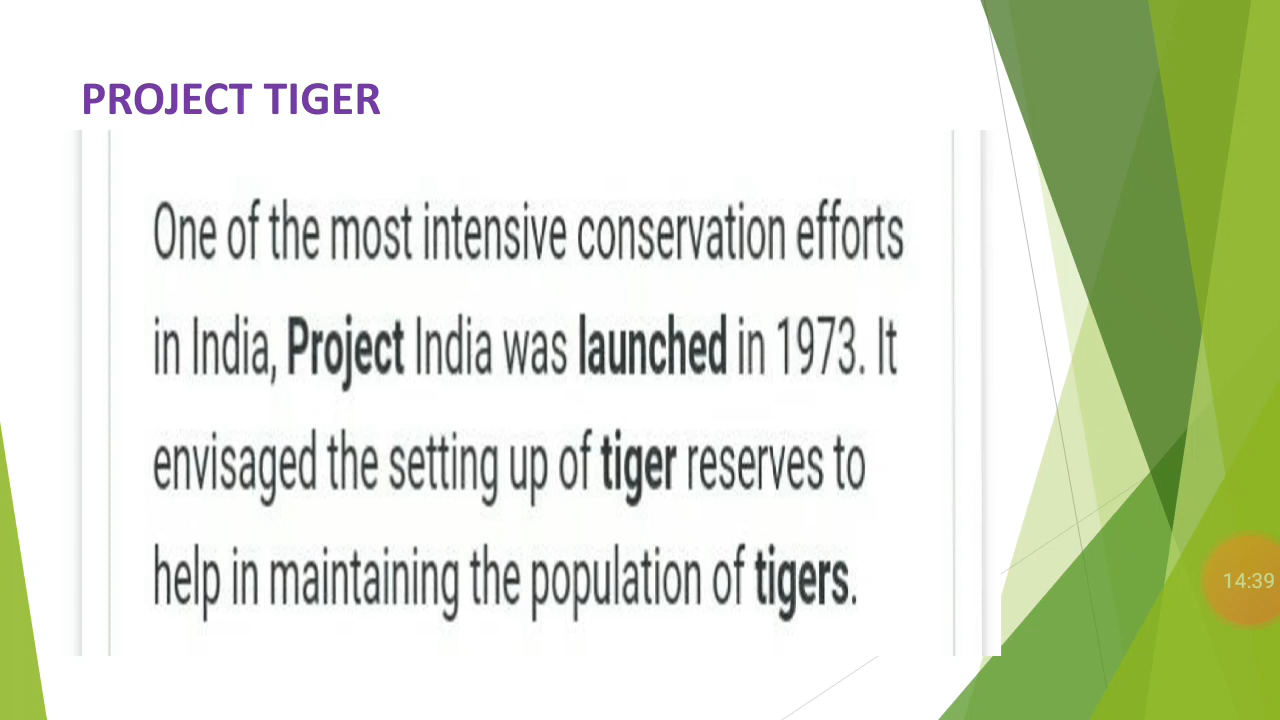 PROJECT TIGER
One of the most intensive conservation efforts
in India, Project India was launched in 1973. It
envisaged the setting up of tiger reserves to
help in maintaining the population of tigers.
14:39